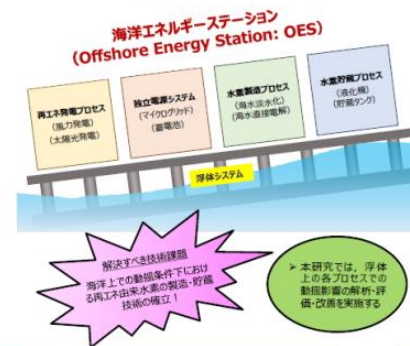 海洋エネルギーステーション
(Offshore Energy Station: OES)
再エネ発電プロセス
(風力発電)
(太陽光発電)
独立電源システム
(マイクログリッド)
(蓄電池)
水素製造プロセス
(海水淡水化)
(海水直接電解)
水素貯蔵プロセス
(液化機)
(貯蔵タンク)
浮体システム
解決すべき技術課題
海洋上での動揺条件下におけ
る再エネ由来水素の製造・貯蔵
技術の確立!
➢ 本研究では，浮体
上の各プロセスでの
動揺影響の解析・評
価・改善を実施する